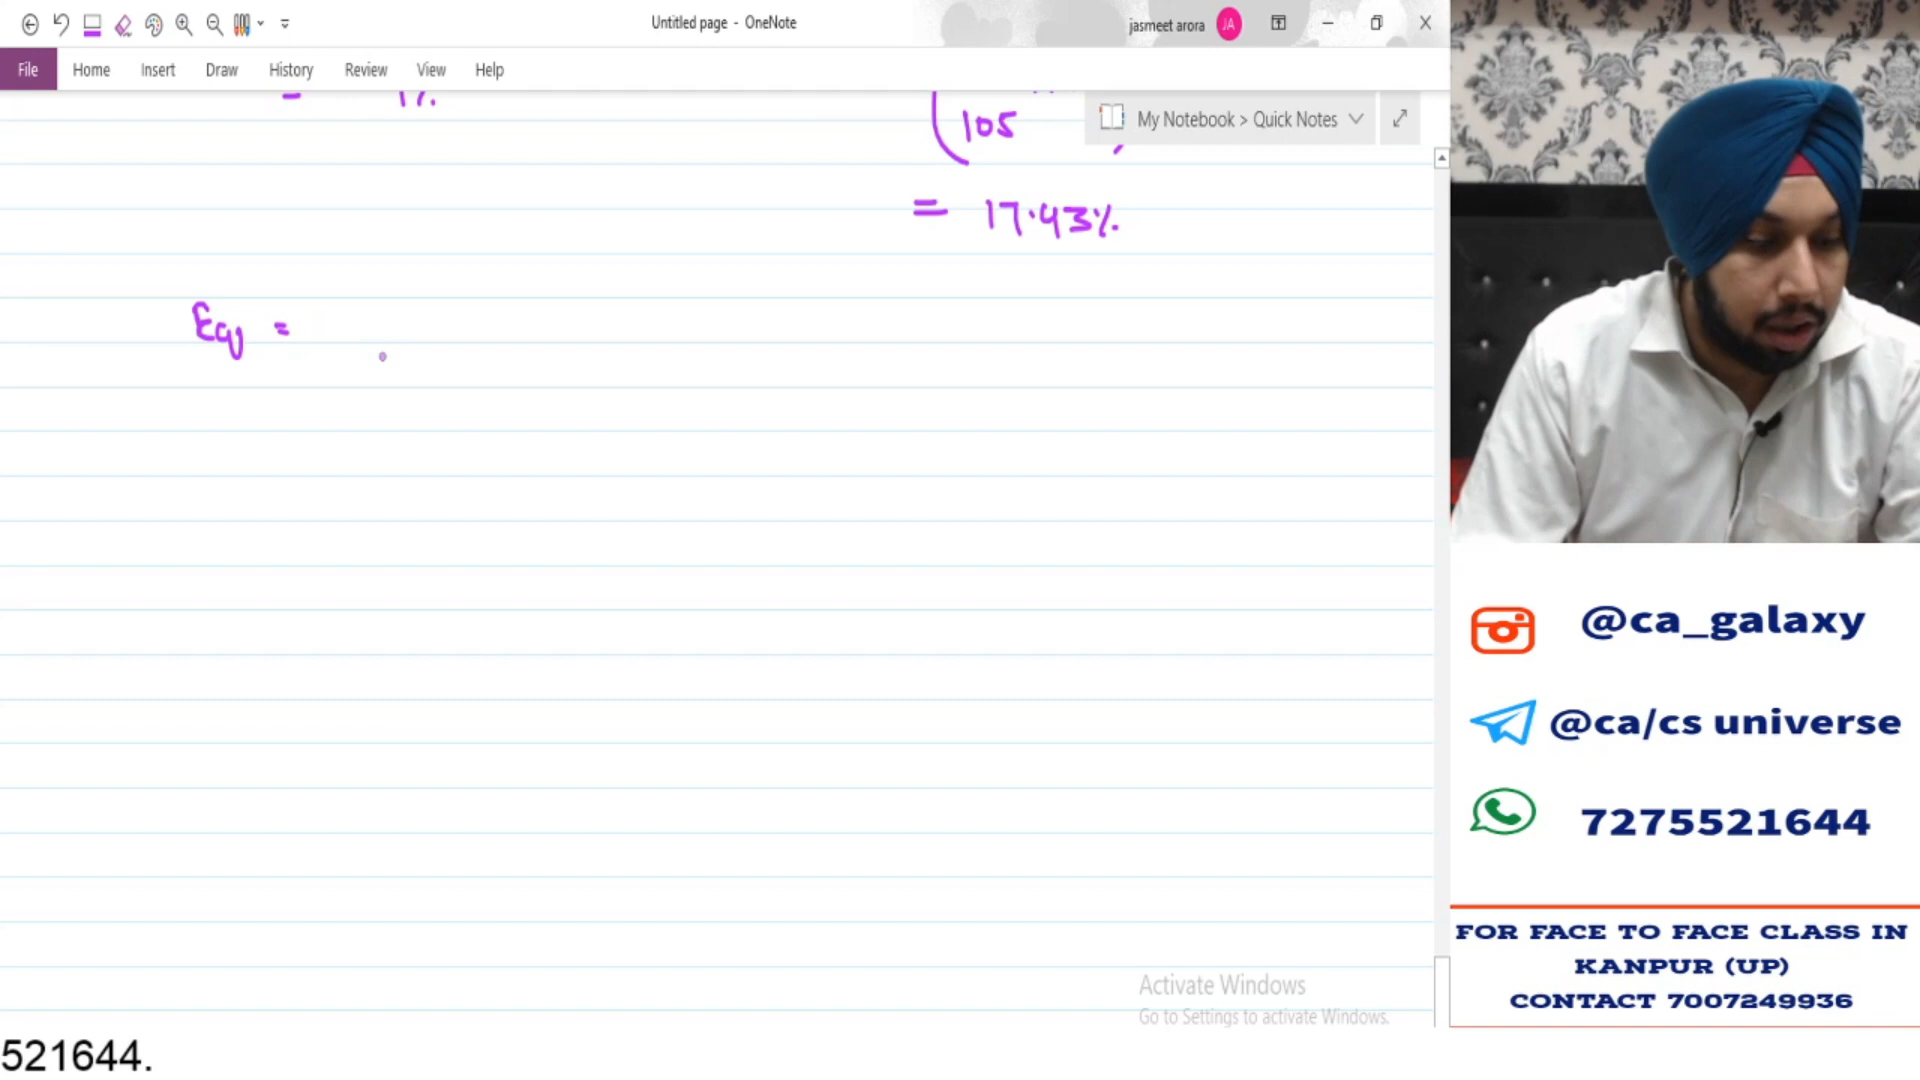 Untitled page - OneNote
jasmeet arora JA
File Home Insert Draw History Review View Help
My Notebook > Quick Notes
105
= 17.43%
Eq =
@ca_galaxy
@ca/cs universe
7275521644
FOR FACE TO FACE CLASS IN
KANPUR (UP)
CONTACT 7007249936
Activate Windows
Go to Settings to activate Windows.
521644.